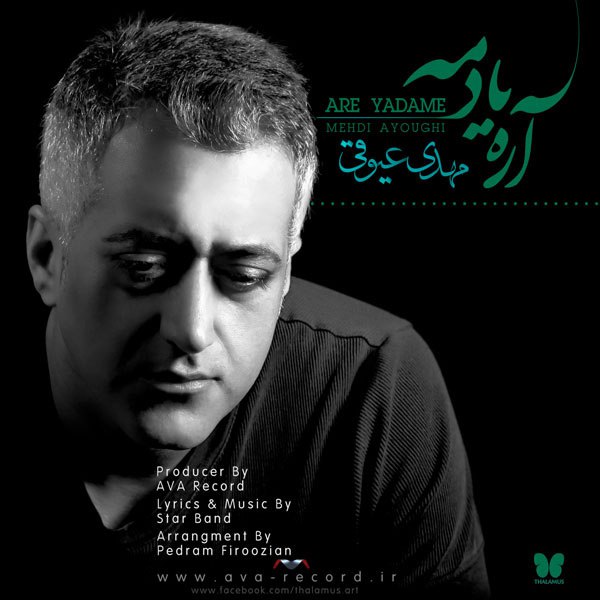 آره یادمه
ARE YADAME
MEHDI AYOUGHI
مهدی عیوقی
Producer By
AVA Record
Lyrics & Music By
Star Band
Arrangment By
Pedram Firoozian
www.ava-record.ir
www.facebook.com/thalamus.art
THALAMUS